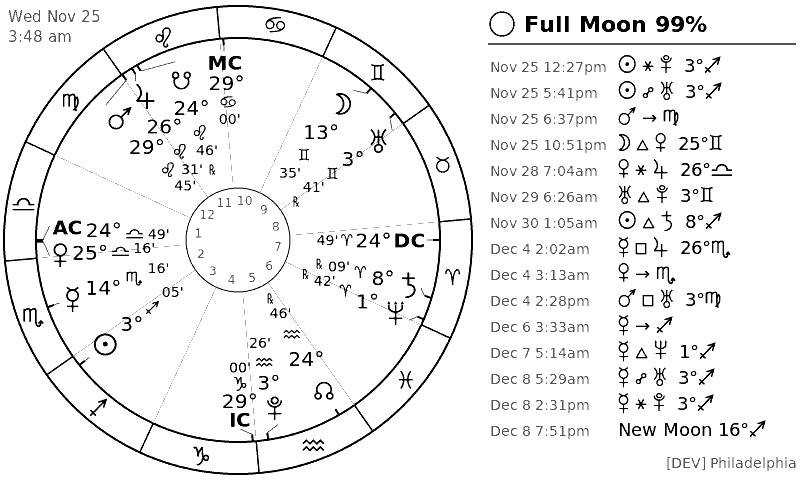 Wed Nov 25
3:48 am
Full Moon 99%
Nov 25 12:27pm ☉ ⚹ ⯓ 3°♐
Nov 25 5:41pm ☉ ☍ ♅ 3°♐
Nov 25 6:37pm ♂ → ♍
Nov 25 10:51pm ☽ △ ♀ 25°♊
Nov 28 7:04am ♀ ⚹ ♃ 26°♎
Nov 29 6:26am ♅ △ ⯓ 3°♊
Nov 30 1:05am ☉ △ ♄ 8°♐
Dec 4 2:02am ☿ □ ♃ 26°♏
Dec 4 3:13am ♀ → ♏
Dec 4 2:28pm ♂ □ ♅ 3°♍
Dec 6 3:33am ☿ → ♐
Dec 7 5:14am ☿ △ ♆ 1°♐
Dec 8 5:29am ☿ ☍ ♅ 3°♐
Dec 8 2:31pm ☿ ⚹ ⯓ 3°♐
Dec 8 7:51pm New Moon 16°♐
[DEV] Philadelphia
MC
29°
♋
00'
☋ 24° ♌ 46' ℞
♃ 26° ♌ 31'
♂ 29° ♌ 45'
☽ 13° ♊ 35'
♅ 3° ♊ 41' ℞
AC 24° ♎ 49'
♀ 25° ♎ 16'
☿ 14° ♏ 16'
☉ 3° ♐ 05'
49' ♈ 24° DC
℞ 09' ♈ 8° ♄
℞ 42' ♈ 1° ♆
℞ 46' ♒ 24° ☊
26' ♒ 3° ⯓
00' ♑ 29° IC
1
2
3
4
5
6
7
8
9
10
11
12